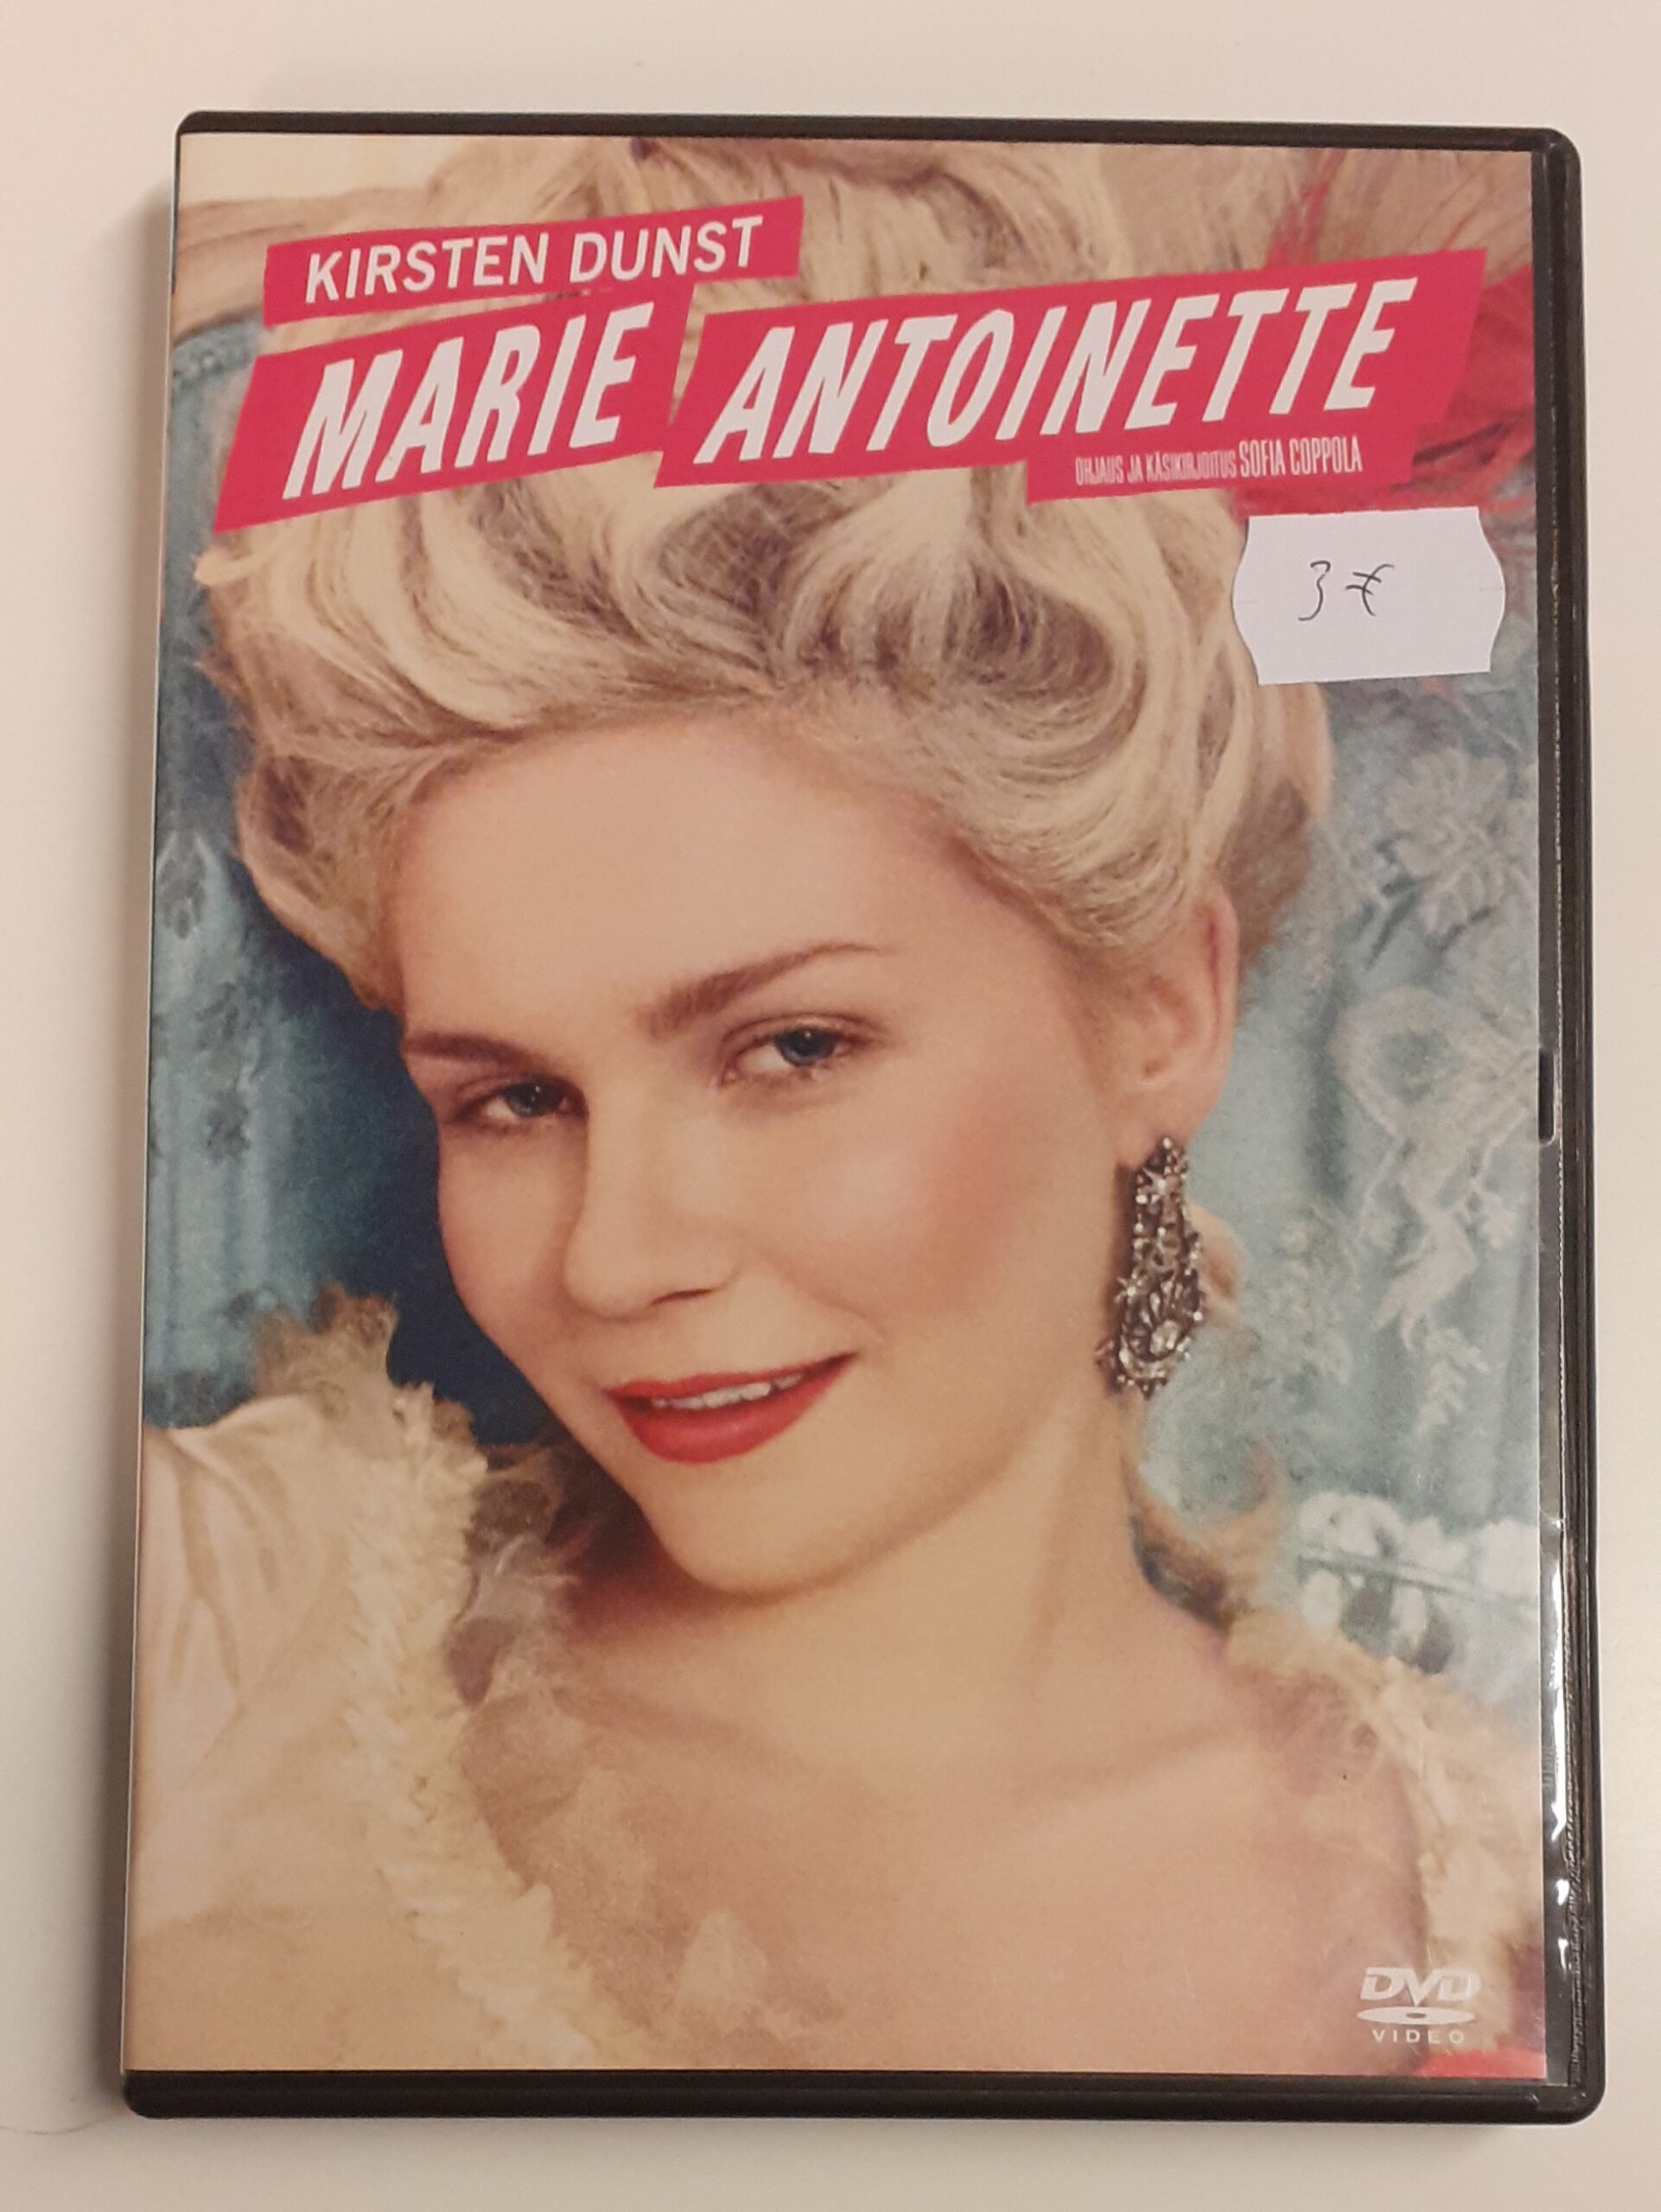 KIRSTEN DUNST
MARIE ANTOINETTE
OHJAUS JA KÄSIKIRJOITUS SOFIA COPPOLA
3 €
DVD
VIDEO